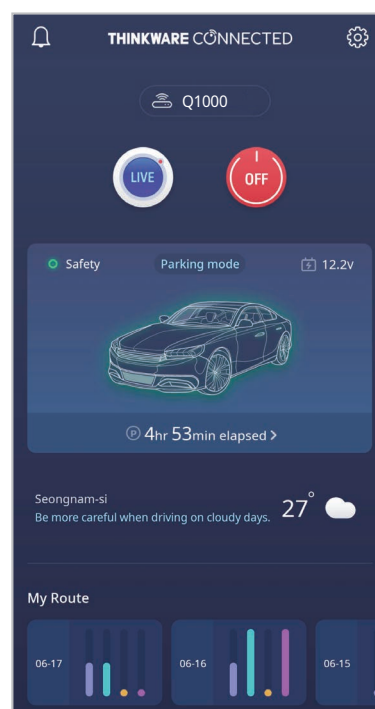 THINKWARE CONNECTED
Q1000
LIVE
OFF
Safety
Parking mode
12.2v
P 4hr 53min elapsed >
Seongnam-si
Be more careful when driving on cloudy days.
27°
My Route
06-17
06-16
06-15